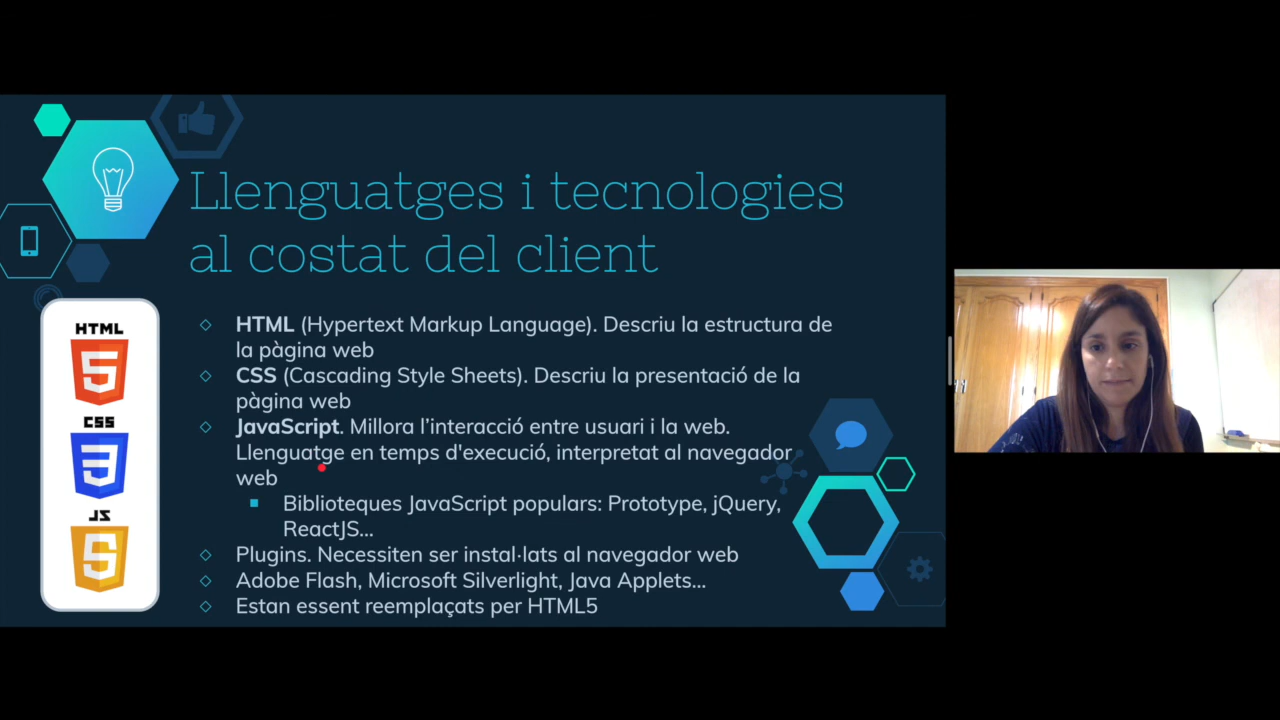 Llenguatges i tecnologies
al costat del client
HTML (Hypertext Markup Language). Descriu la estructura de
la pàgina web
CSS (Cascading Style Sheets). Descriu la presentació de la
pàgina web
JavaScript. Millora l’interacció entre usuari i la web.
Llenguatge en temps d'execució, interpretat al navegador
web
Biblioteques JavaScript populars: Prototype, jQuery,
ReactJS...
Plugins. Necessiten ser instal·lats al navegador web
Adobe Flash, Microsoft Silverlight, Java Applets...
Estan essent reemplaçats per HTML5
HTML
5
CSS
3
JS
5